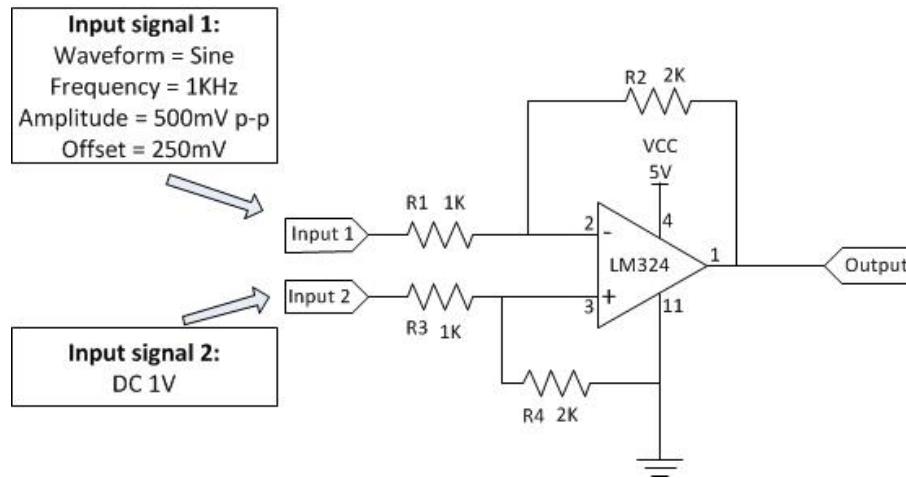 Input signal 1:
Waveform = Sine
Frequency = 1KHz
Amplitude = 500mV p-p
Offset = 250mV
R2 2K
VCC
5V
R1 1K
2
4
Input 1
-
1
LM324
Output
Input 2
+
3
11
R3 1K
Input signal 2:
DC 1V
R4 2K